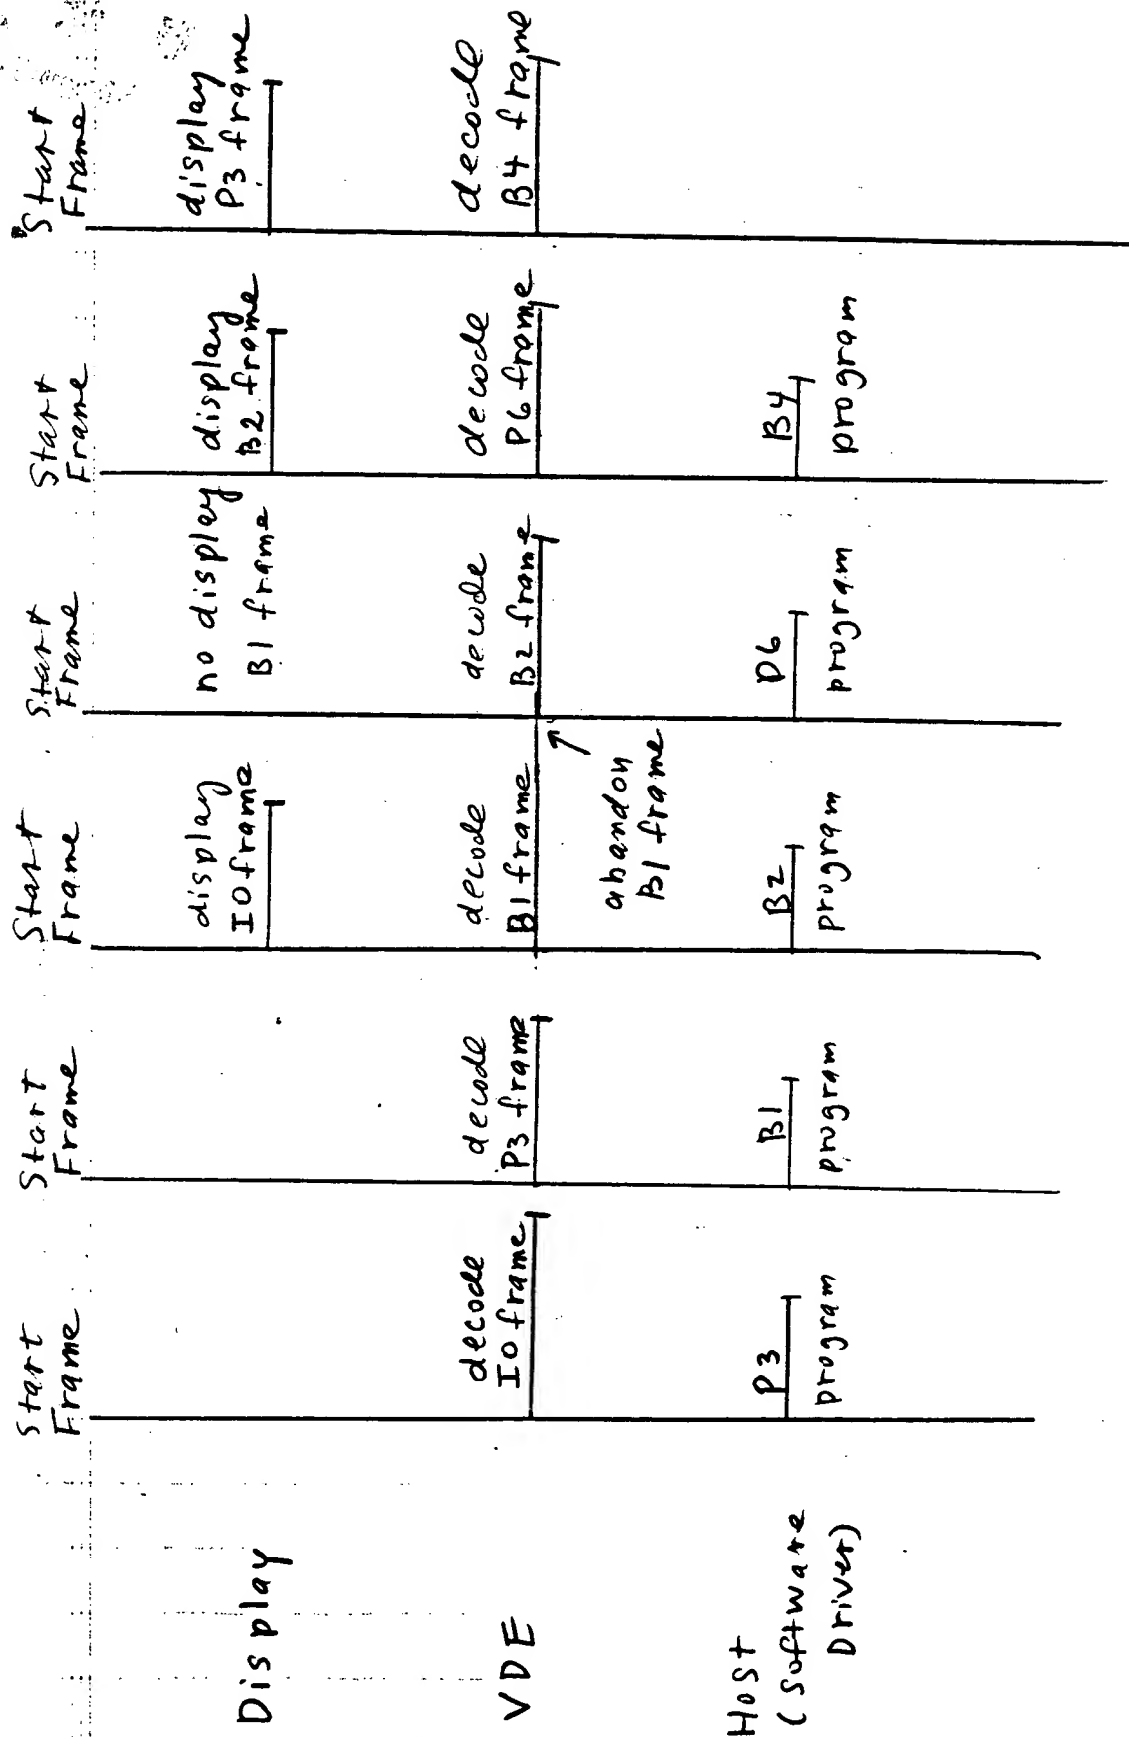 Start
Frame
Start
Frame
Start
Frame
Start
Frame
Start
Frame
Start
Frame
Display
display
I0 frame
no display
B1 frame
display
B2 frame
display
P3 frame
VDE
decode
I0 frame
decode
P3 frame
decode
B1 frame
decode
B2 frame
decode
P6 frame
decode
B4 frame
abandon
B1 frame
Host
(Software
Driver)
P3
program
B1
program
B2
program
P6
program
B4
program